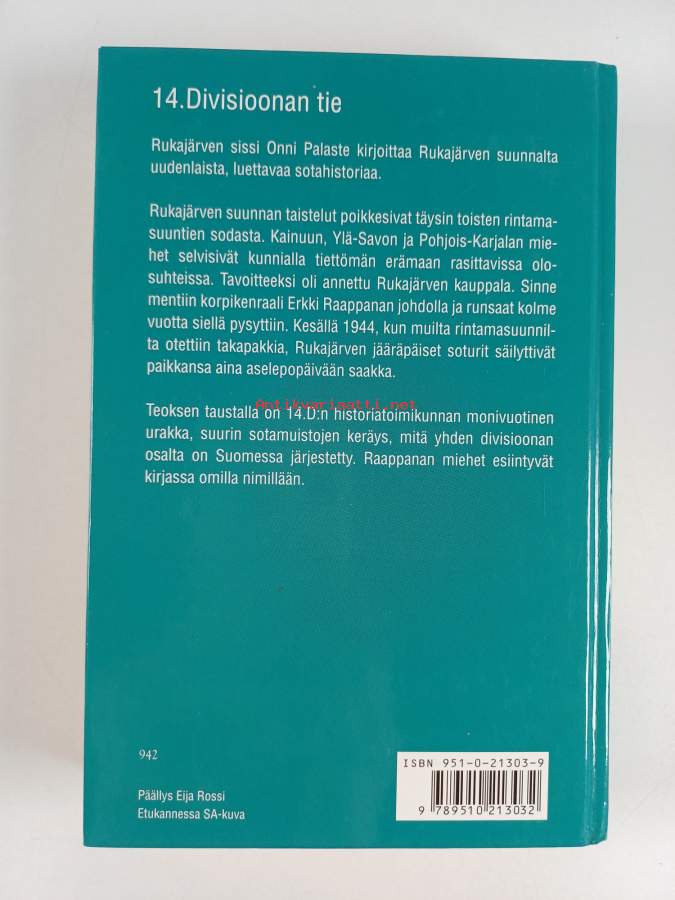 14.Divisioonan tie
Rukajärven sissi Onni Palaste kirjoittaa Rukajärven suunnalta
uudenlaista, luettavaa sotahistoriaa.
Rukajärven suunnan taistelut poikkesivat täysin toisten rintama-
suuntien sodasta. Kainuun, Ylä-Savon ja Pohjois-Karjalan mie-
het selvisivät kunnialla tiettömän erämaan rasittavissa olo-
suhteissa. Tavoitteeksi oli annettu Rukajärven kauppala. Sinne
mentiin korpikenraali Erkki Raappanan johdolla ja runsaat kolme
vuotta siellä pysyttiin. Kesällä 1944, kun muilta rintamasuunnil-
ta otettiin takapakkia, Rukajärven jääräpäiset soturit säilyttivät
paikkansa aina aselepopäivään saakka.
Antikvariaatti.net
Teoksen taustalla on 14.D:n historiatoimikunnan monivuotinen
urakka, suurin sotamuistojen keräys, mitä yhden divisioonan
osalta on Suomessa järjestetty. Raappanan miehet esiintyvät
kirjassa omilla nimillään.
942
Päällys Eija Rossi
Etukannessa SA-kuva
ISBN 951-0-21303-9
9 789510 213032